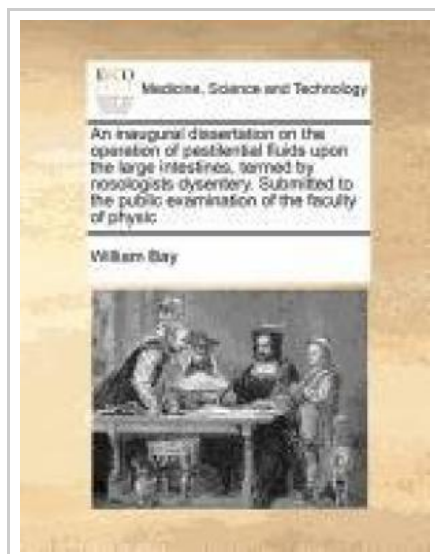 ECCO
Medicine, Science and Technology
An inaugural dissertation on the
operation of pestilential fluids upon
the large intestines, termed by
nosologists dysentery. Submitted to
the public examination of the faculty
of physic
William Bay